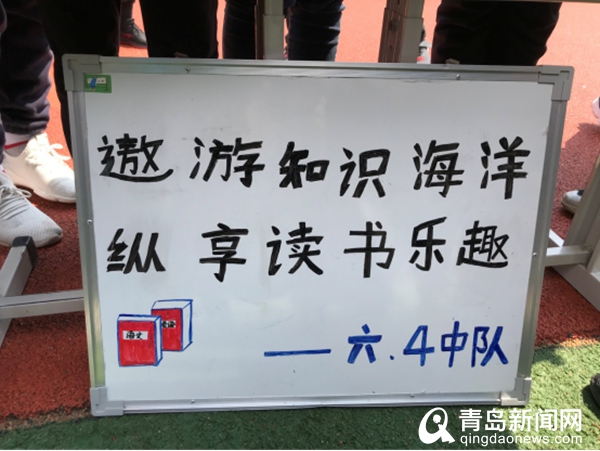 遨游知识海洋
纵享读书乐趣
——六.4中队
青岛新闻网
qingdaonews.com